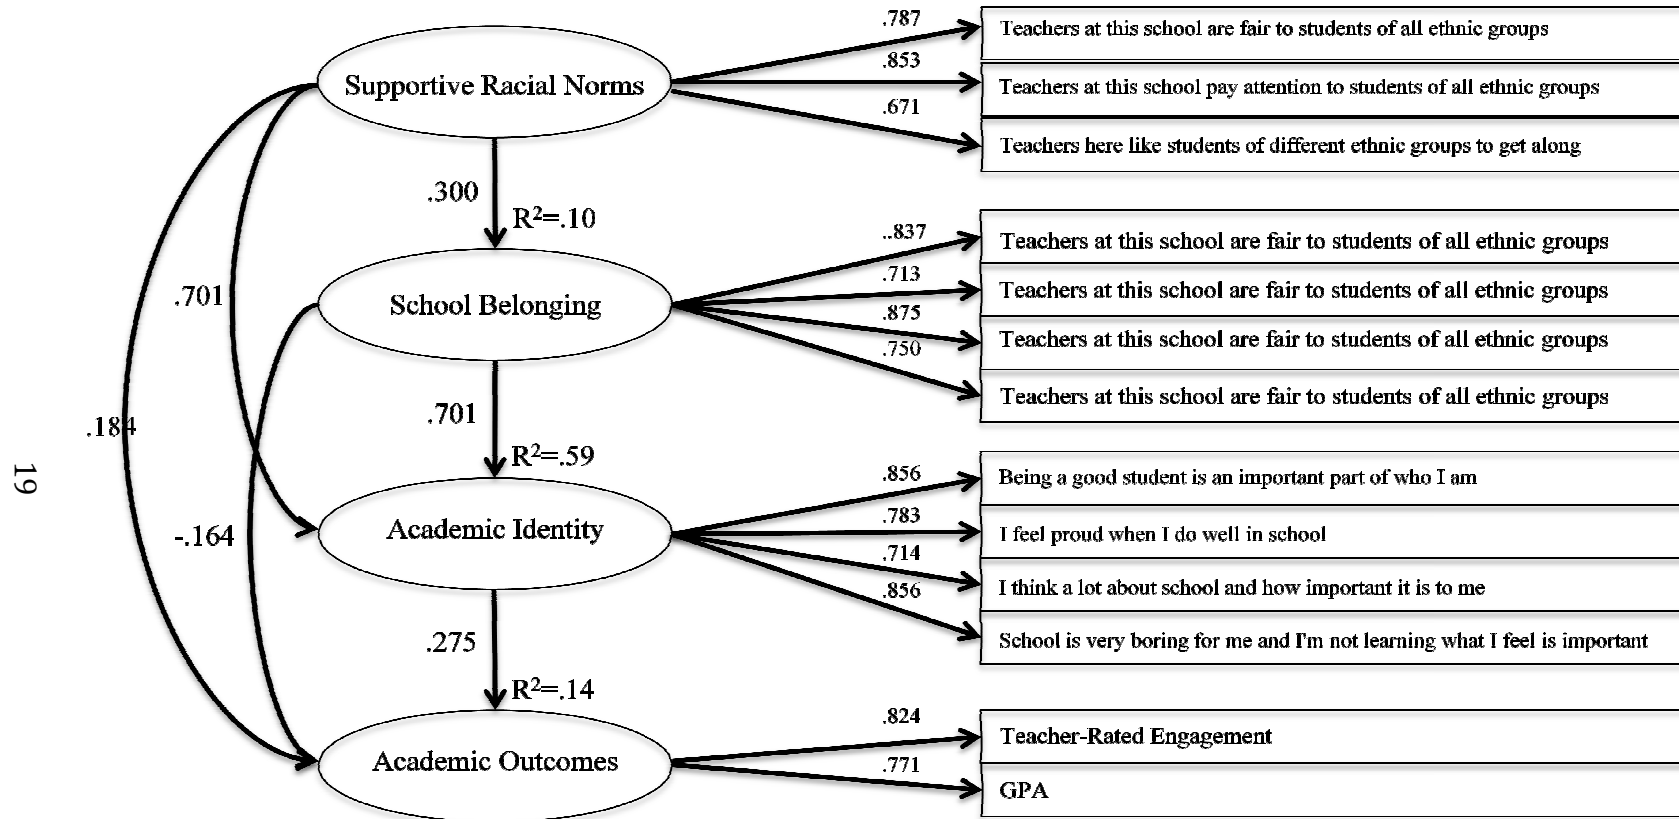 .787
Teachers at this school are fair to students of all ethnic groups
.853
Supportive Racial Norms
Teachers at this school pay attention to students of all ethnic groups
.671
Teachers here like students of different ethnic groups to get along
.300
R²=.10
..837
Teachers at this school are fair to students of all ethnic groups
.713
.701
School Belonging
Teachers at this school are fair to students of all ethnic groups
.875
Teachers at this school are fair to students of all ethnic groups
.750
Teachers at this school are fair to students of all ethnic groups
.184
.701
R²=.59
19
.856
Being a good student is an important part of who I am
.783
-.164
Academic Identity
I feel proud when I do well in school
.714
I think a lot about school and how important it is to me
.856
.275
School is very boring for me and I'm not learning what I feel is important
R²=.14
.824
Teacher-Rated Engagement
Academic Outcomes
.771
GPA